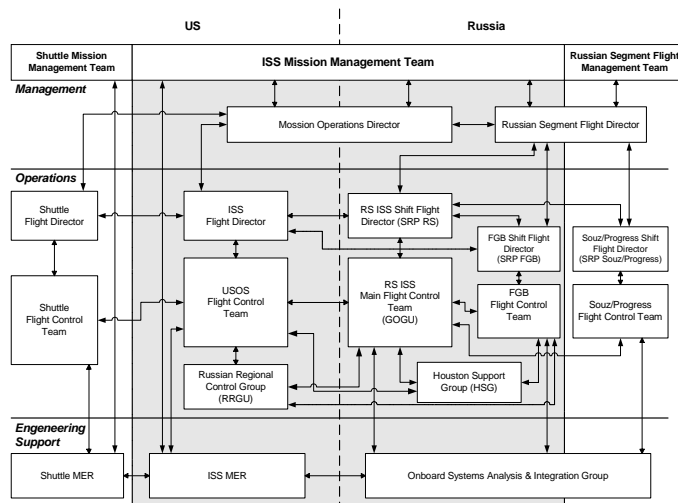 US
Russia
Shuttle Mission
Management Team
ISS Mission Management Team
Russian Segment Flight
Management Team
Management
Mossion Operations Director
Russian Segment Flight Director
Operations
Shuttle
Flight Director
ISS
Flight Director
RS ISS Shift Flight
Director (SRP RS)
FGB Shift Flight
Director
(SRP FGB)
Souz/Progress Shift
Flight Director
(SRP Souz/Progress)
Shuttle
Flight Control
Team
USOS
Flight Control
Team
RS ISS
Main Flight Control
Team
(GOGU)
FGB
Flight Control
Team
Souz/Progress
Flight Control Team
Russian Regional
Control Group
(RRGU)
Houston Support
Group (HSG)
Engeneering
Support
Shuttle MER
ISS MER
Onboard Systems Analysis & Integration Group